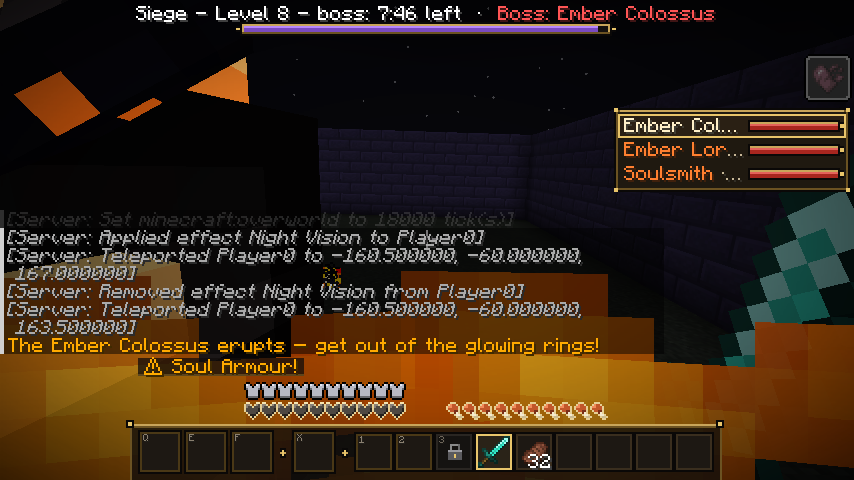 Siege – Level 8 – boss: 7:46 left · Boss: Ember Colossus
Ember Col...
Ember Lor...
Soulsmith ·...
[Server: Set minecraft:overworld to 18000 tick(s)]
[Server: Applied effect Night Vision to Player0]
[Server: Teleported Player0 to -160.500000, -60.000000,
167.000000]
[Server: Removed effect Night Vision from Player0]
[Server: Teleported Player0 to -160.500000, -60.000000,
163.500000]
The Ember Colossus erupts – get out of the glowing rings!
⚠ Soul Armour!
Q E F + X + 1 2 3
32